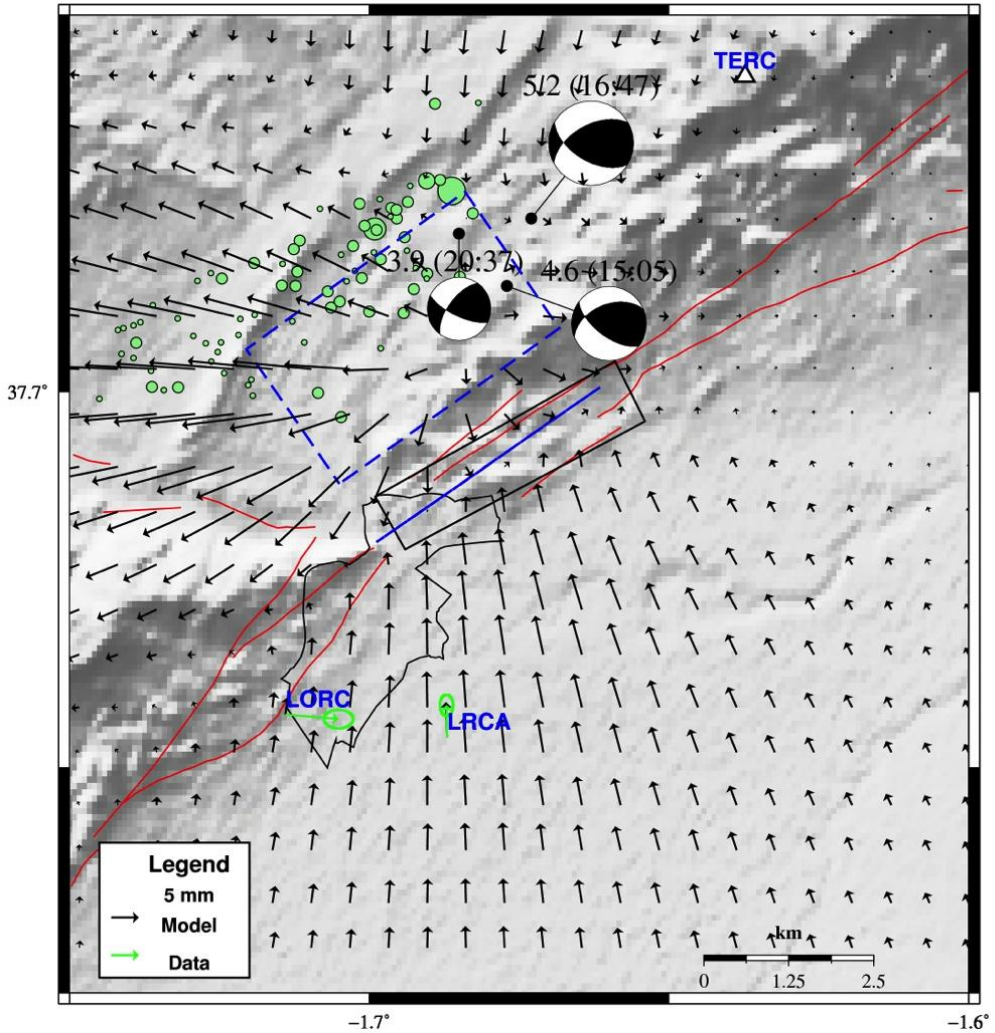 TERC
5.2 (16:47)
3.9 (20:37)
4.6 (15:05)
37.7°
LORC
LRCA
Legend
5 mm
Model
Data
km
0 1.25 2.5
−1.7° −1.6°